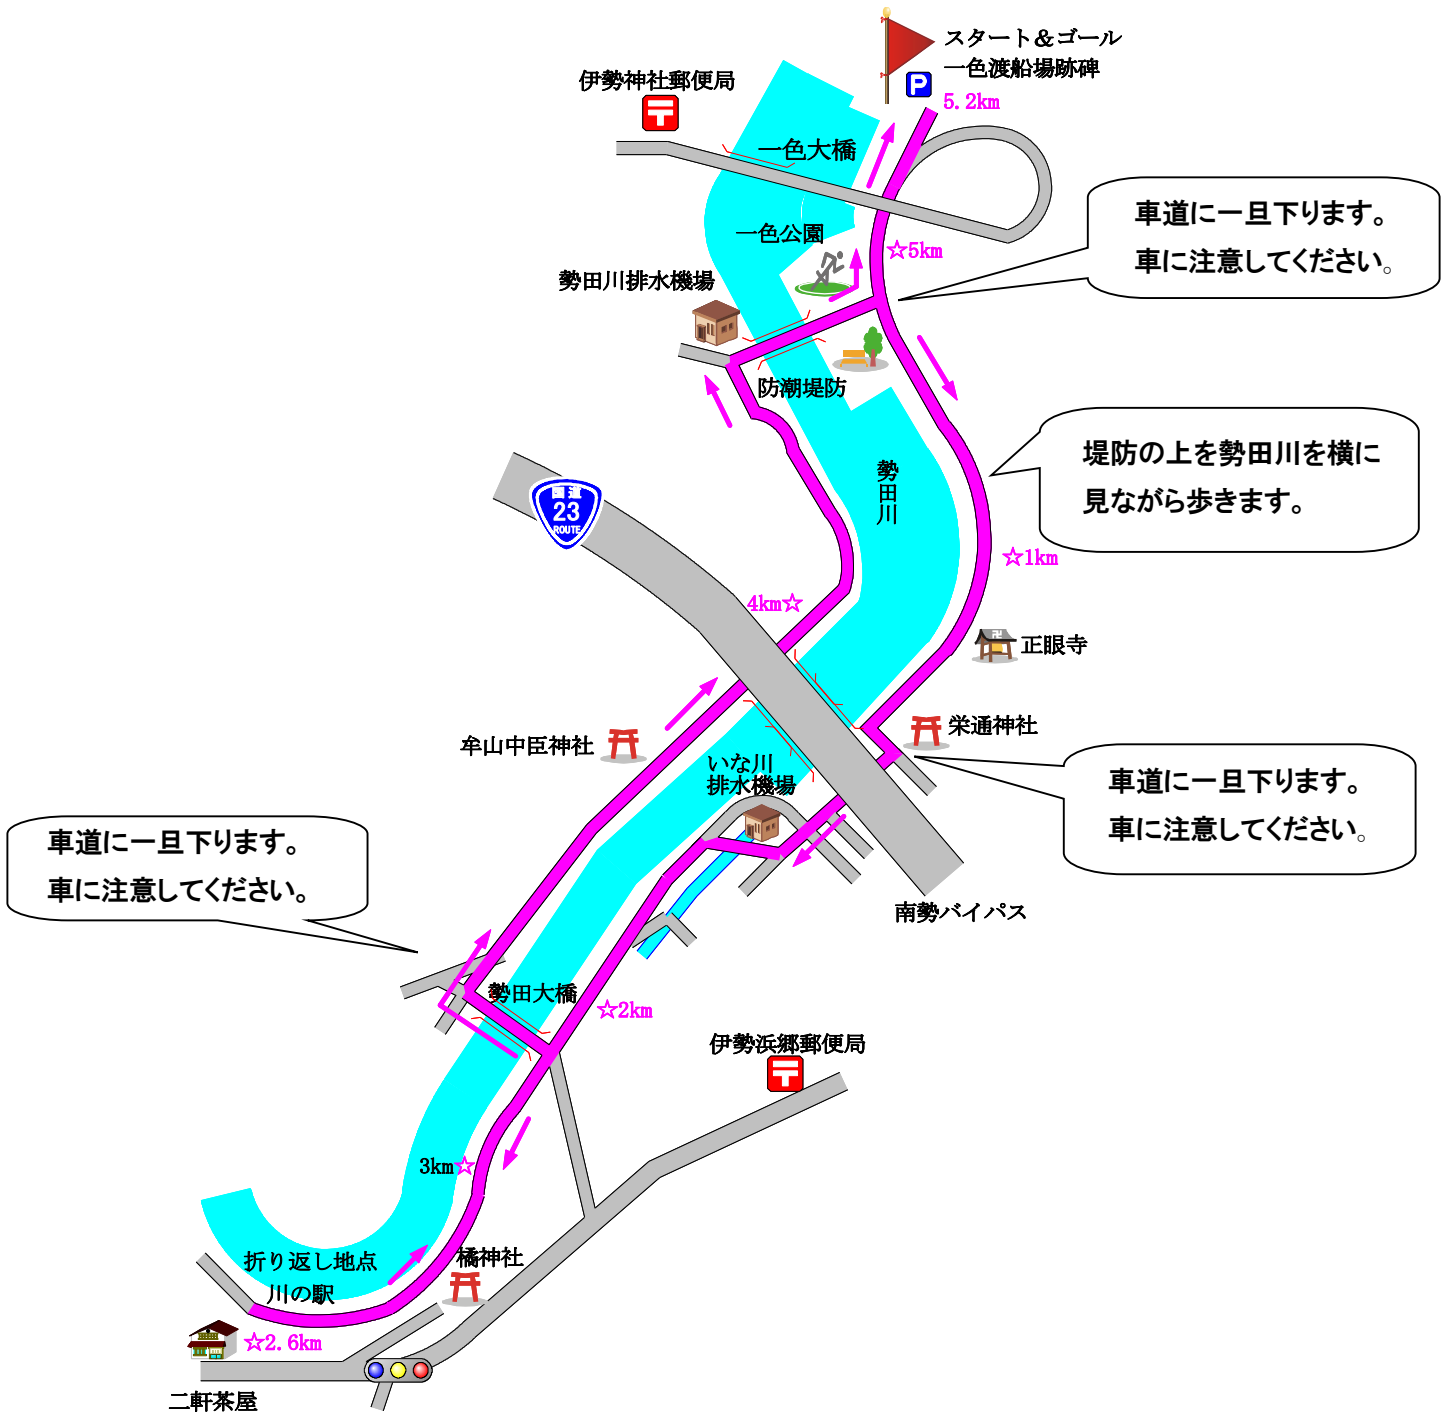 スタート＆ゴール
一色渡船場跡碑
P
5.2km
伊勢神社郵便局
一色大橋
車道に一旦下ります。
車に注意してください。
一色公園
☆5km
勢田川排水機場
防潮堤防
堤防の上を勢田川を横に
見ながら歩きます。
勢田川
国道
23
ROUTE
☆1km
4km☆
正眼寺
栄通神社
牟山中臣神社
いな川
排水機場
車道に一旦下ります。
車に注意してください。
車道に一旦下ります。
車に注意してください。
南勢バイパス
勢田大橋
☆2km
伊勢浜郷郵便局
3km☆
橘神社
折り返し地点
川の駅
☆2.6km
二軒茶屋